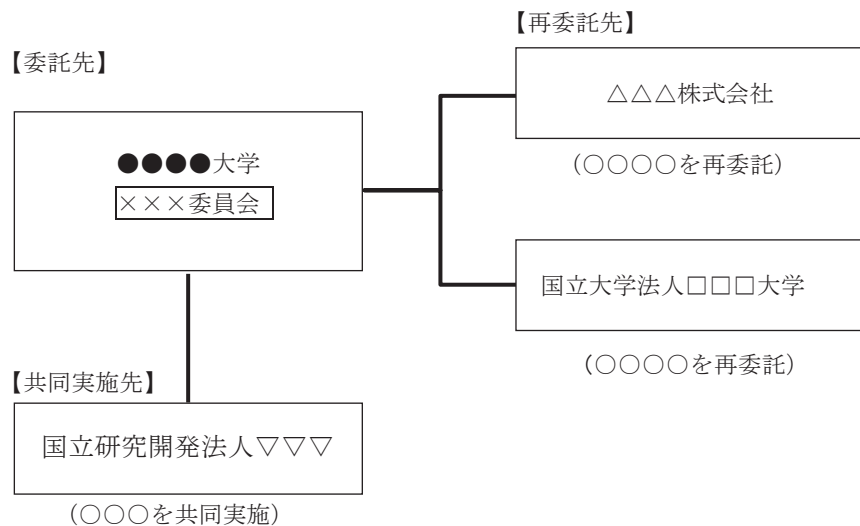 【委託先】
●●●●大学
×××委員会
【再委託先】
△△△株式会社
（○○○○を再委託）
国立大学法人□□□大学
（○○○○を再委託）
【共同実施先】
国立研究開発法人▽▽▽
（○○○を共同実施）